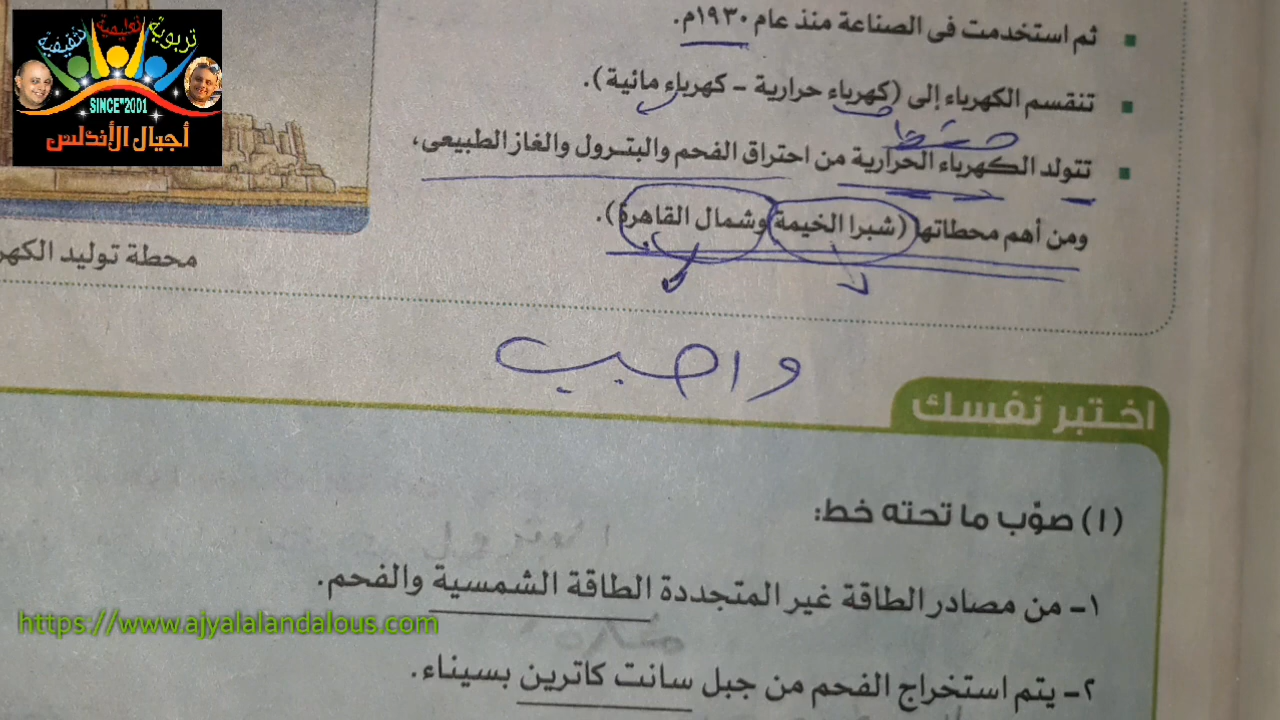 تربوية تعليمية تثقيفية
SINCE"2001
أجيال الأندلس
ثم استخدمت فى الصناعة منذ عام ١٩٣٠م.
تنقسم الكهرباء إلى (كهرباء حرارية – كهرباء مائية).
تتولد الكهرباء الحرارية من احتراق الفحم والبترول والغاز الطبيعى،
ومن أهم محطاتها (شبرا الخيمة وشمال القاهرة).
محطة توليد الكهر
واجب
اختبر نفسك
(١) صوّب ما تحته خط:
١– من مصادر الطاقة غير المتجددة الطاقة الشمسية والفحم.
https://www.ajyalalandalous.com
٢– يتم استخراج الفحم من جبل سانت كاترين بسيناء.